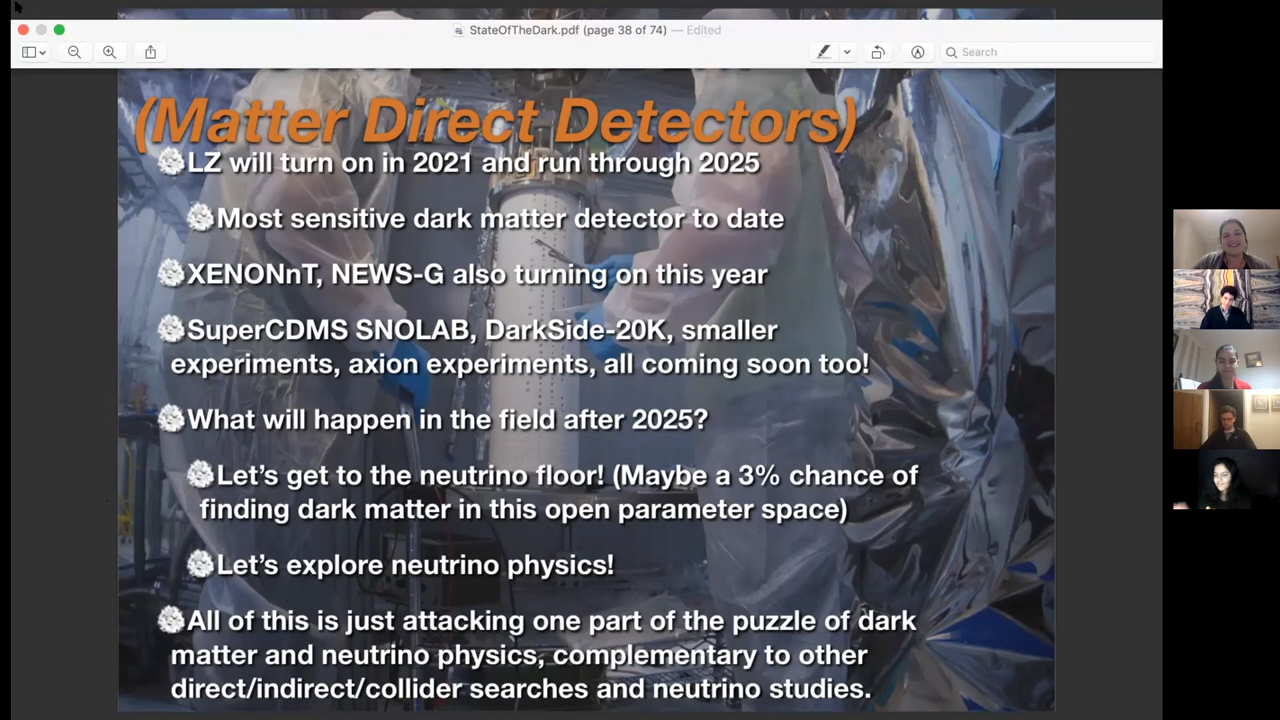 StateOfTheDark.pdf (page 38 of 74) — Edited
Search
(Matter Direct Detectors)
LZ will turn on in 2021 and run through 2025
Most sensitive dark matter detector to date
XENONnT, NEWS-G also turning on this year
SuperCDMS SNOLAB, DarkSide-20K, smaller
experiments, axion experiments, all coming soon too!
What will happen in the field after 2025?
Let's get to the neutrino floor! (Maybe a 3% chance of
finding dark matter in this open parameter space)
Let's explore neutrino physics!
All of this is just attacking one part of the puzzle of dark
matter and neutrino physics, complementary to other
direct/indirect/collider searches and neutrino studies.